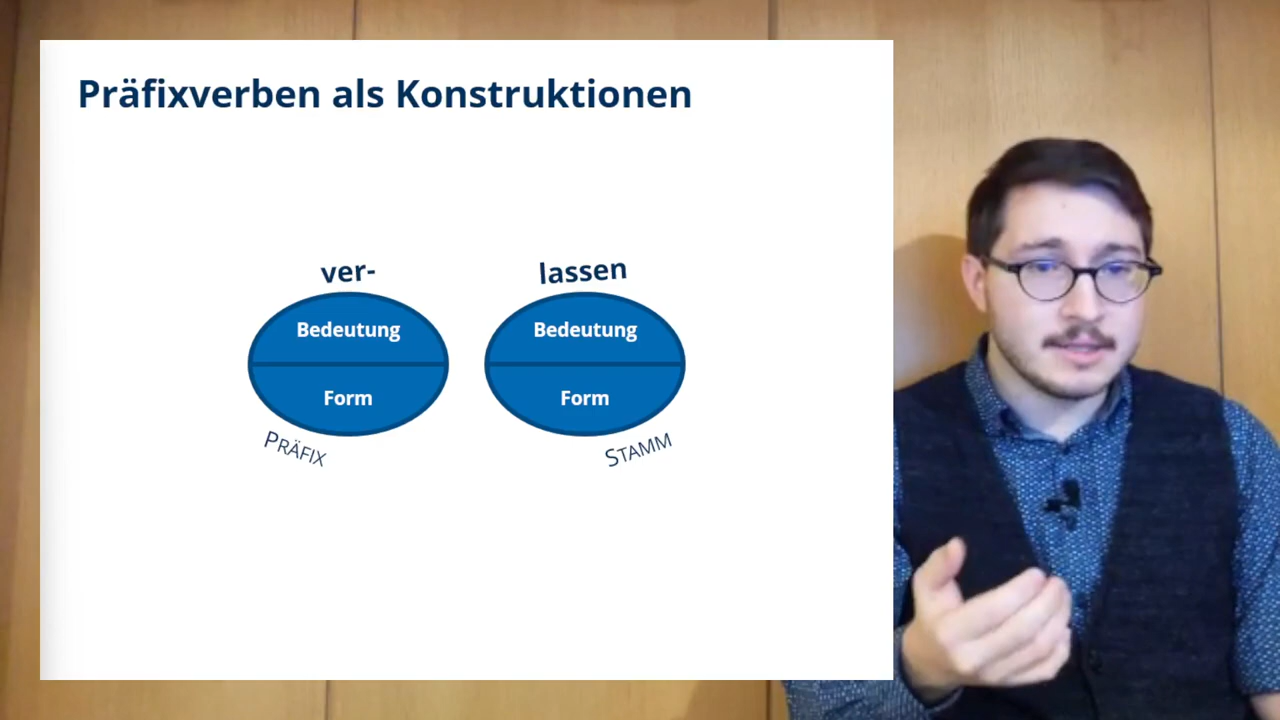 Präfixverben als Konstruktionen
ver-
lassen
Bedeutung
Bedeutung
Form
Form
PRÄFIX
STAMM